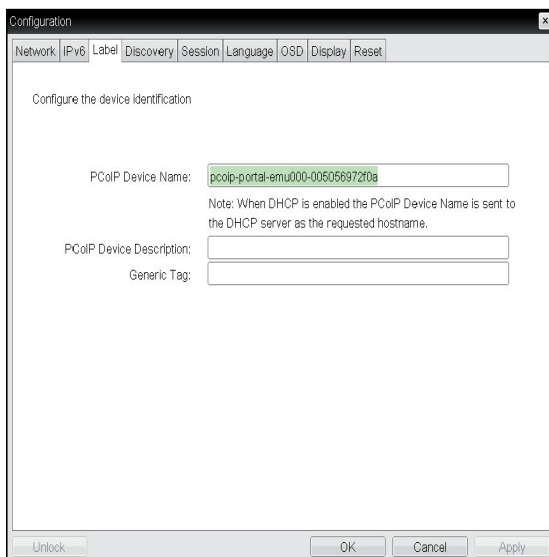 Configuration
x
Network IPv6 Label Discovery Session Language OSD Display Reset
Configure the device identification
PCoIP Device Name: pcoip-portal-emu000-005056972f0a
Note: When DHCP is enabled the PCoIP Device Name is sent to
the DHCP server as the requested hostname.
PCoIP Device Description:
Generic Tag:
Unlock OK Cancel Apply